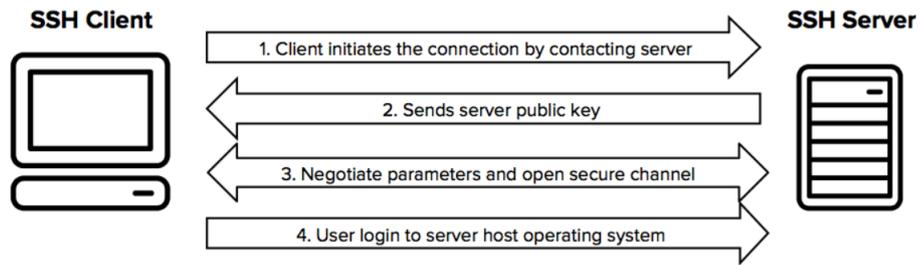 SSH Client
SSH Server
1. Client initiates the connection by contacting server
2. Sends server public key
3. Negotiate parameters and open secure channel
4. User login to server host operating system